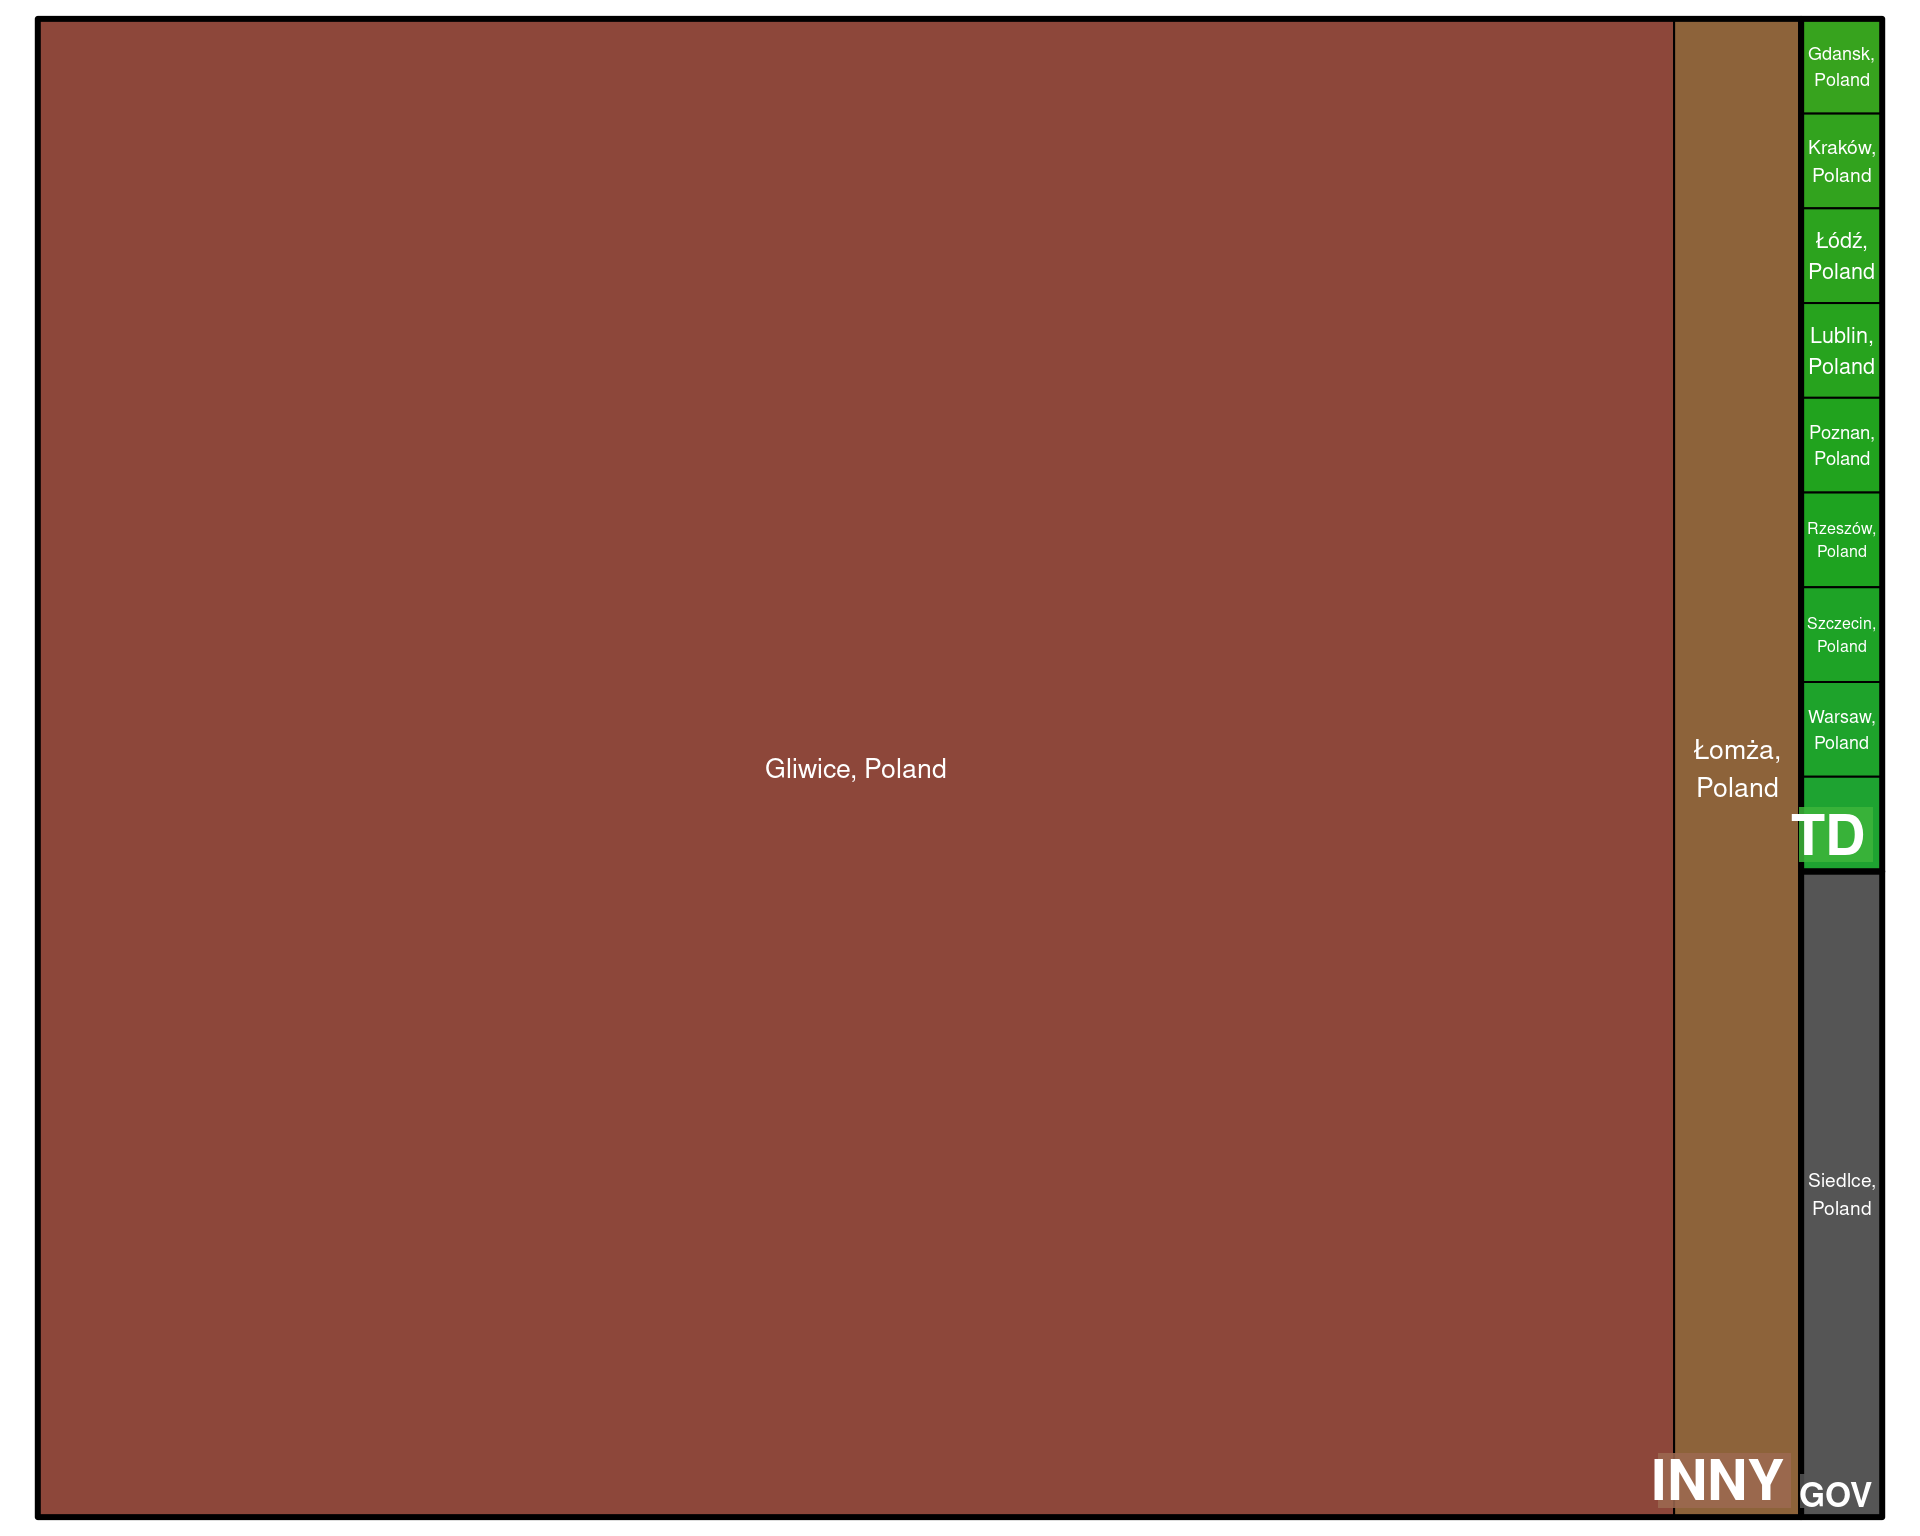 Gliwice, Poland
Łomża,
Poland
INNY
Gdansk,
Poland
Kraków,
Poland
Łódź,
Poland
Lublin,
Poland
Poznan,
Poland
Rzeszów,
Poland
Szczecin,
Poland
Warsaw,
Poland
TD
Siedlce,
Poland
GOV